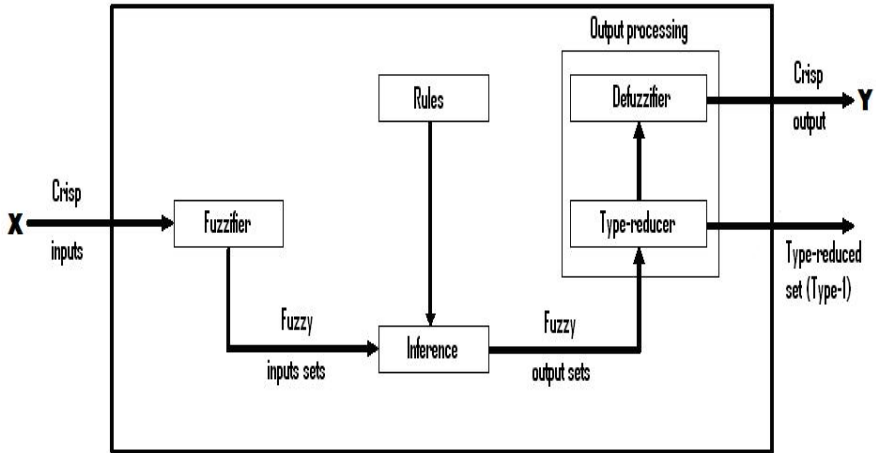 Output processing
Rules
Defuzzifier
Crisp
output
Y
Crisp
inputs
X
Fuzzifier
Type-reducer
Type-reduced
set (Type-1)
Fuzzy
inputs sets
Inference
Fuzzy
output sets